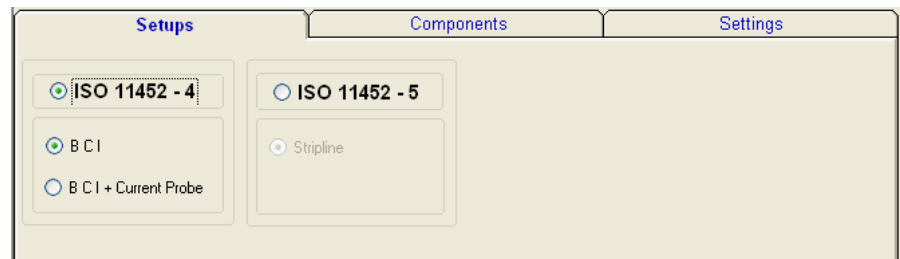 Setups Components Settings
ISO 11452 - 4 ISO 11452 - 5
B C I Stripline
B C I + Current Probe